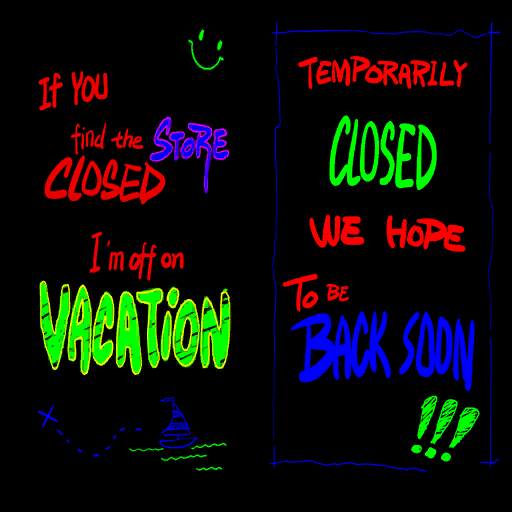 If YOU
find the STORE
CLOSED
I'm off on
VACATION
TEMPORARILY
CLOSED
WE HOPE
To BE
BACK SOON
!!!